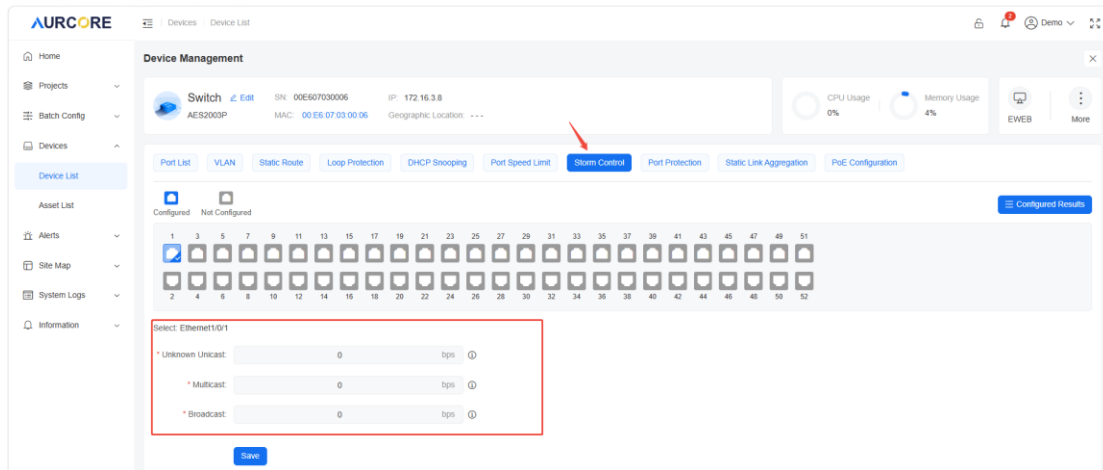 AURCORE
Devices Device List
2
Demo
Home
Projects
Batch Config
Devices
Device List
Asset List
Alerts
Site Map
System Logs
Information
Device Management
Switch Edit SN: 00E607030006 IP: 172.16.3.8
AES2003P MAC: 00:E6:07:03:00:06 Geographic Location: - - -
CPU Usage
0%
Memory Usage
4%
EWEB
More
Port List VLAN Static Route Loop Protection DHCP Snooping Port Speed Limit Storm Control Port Protection Static Link Aggregation PoE Configuration
Configured Not Configured
Configured Results
1 3 5 7 9 11 13 15 17 19 21 23 25 27 29 31 33 35 37 39 41 43 45 47 49 51
2 4 6 8 10 12 14 16 18 20 22 24 26 28 30 32 34 36 38 40 42 44 46 48 50 52
Select: Ethernet1/0/1
* Unknown Unicast: 0 bps
* Multicast: 0 bps
* Broadcast: 0 bps
Save